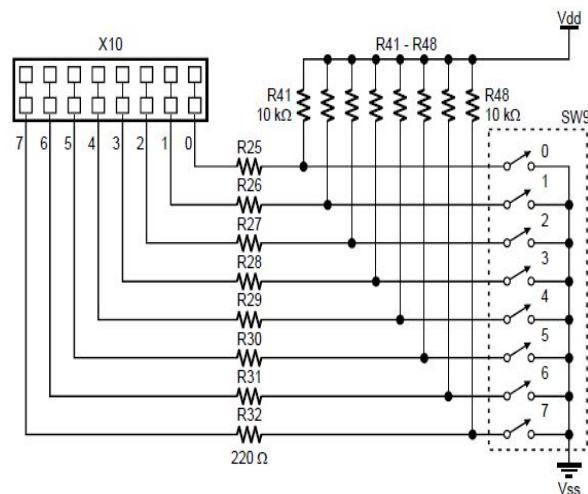 Vdd
X10
R41 - R48
R41
10 kΩ
R48
10 kΩ
SW9
7 6 5 4 3 2 1 0
R25
0
R26
1
R27
2
R28
3
R29
4
R30
5
R31
6
R32
7
220 Ω
Vss